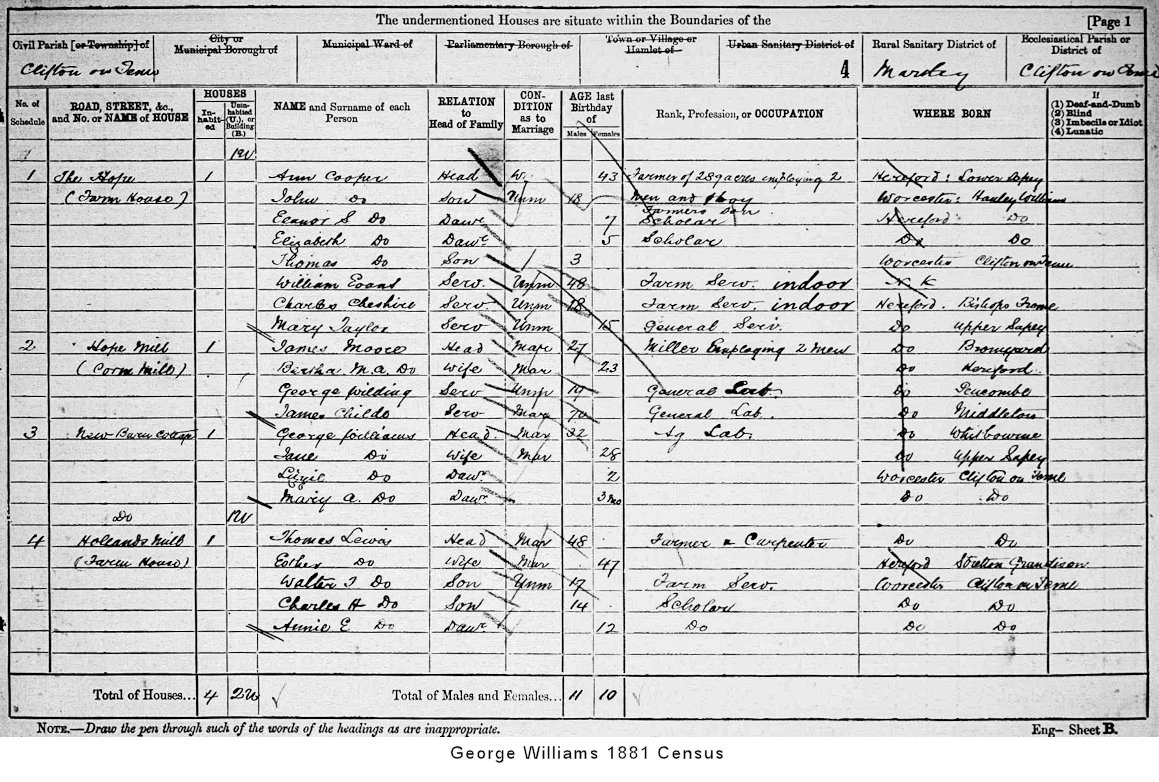 The undermentioned Houses are situate within the Boundaries of the [Page 1
Civil Parish [or Township] of
City or Municipal Borough of
Municipal Ward of
Parliamentary Borough of
Town or Village or Hamlet of
Urban Sanitary District of
Rural Sanitary District of
Ecclesiastical Parish or District of
Clifton on Teme 4 Martley Clifton on Teme
No. of Schedule
ROAD, STREET, &c., and No. or NAME of HOUSE
HOUSES
Inhabited
Uninhabited (U.), or Building (B.)
NAME and Surname of each Person
RELATION to Head of Family
CONDITION as to Marriage
AGE last Birthday of
Males Females
Rank, Profession, or OCCUPATION
WHERE BORN
If
(1) Deaf-and-Dumb
(2) Blind
(3) Imbecile or Idiot
(4) Lunatic
1 The Hope 1 Ann Cooper Head W. 43 Farmer of 289 acres employing 2 Hereford: Lower Sapey
(Farm House) John Do Son Unm 18 men and boy Worcester: Hanley William
Farmers Son
Eleanor S Do Dawr 7 Scholar Hereford: Do
Elizabeth Do Dawr 5 Scholar Do Do
Thomas Do Son 3 Worcester Clifton on Teme
William Evans Serv. Unm 48 Farm Serv. indoor N.K
Charles Cheshire Serv Unm 18 Farm Serv. indoor Hereford. Bishops Frome
Mary Taylor Serv Unm 15 General Serv. Do Upper Sapey
2 Hope Mill 1 James Moore Head Mar 27 Miller Employing 2 Men Do Bromyard
(Corn Mill) Bertha M.A. Do Wife Mar 23 Do Hereford
George Wilding Serv Unm 19 General Lab. Do Pencombe
James Childs Serv Mar 70 General Lab. Do Middleton
3 New Barn Cottage 1 George Williams Head. Mar 32 Ag Lab. Do Whitbourne
Jane Do Wife Mar 28 Do Upper Sapey
Lizzie Do Dawr 2 Worcester Clifton on Teme
Mary A. Do Dawr 3 mo Do Do
Do 1U
4 Hollands Mill 1 Thomas Lewis Head Mar 48 Farmer & Carpenter Do Do
(Farm House) Esther Do Wife Mar 47 Hereford Stretton Grandison
Walter T Do Son Unm 17 Farm Serv. Worcester Clifton on Teme
Charles H Do Son 14 Scholar Do Do
Annie E Do Dawr 12 Do Do Do
Total of Houses... 4 2U Total of Males and Females... 11 10
NOTE.—Draw the pen through such of the words of the headings as are inappropriate. Eng– Sheet B.
George Williams 1881 Census